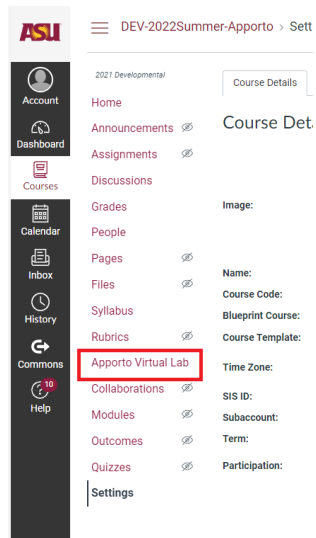 ASU
DEV-2022Summer-Apporto > Sett
2021 Developmental
Course Details
Account
Home
Announcements
Course Deta
Dashboard
Assignments
Discussions
Courses
Grades
Image:
People
Calendar
Pages
Inbox
Files
Name:
Course Code:
Syllabus
Blueprint Course:
History
Rubrics
Course Template:
Commons
Apporto Virtual Lab
Time Zone:
10
Collaborations
SIS ID:
Help
Modules
Subaccount:
Outcomes
Term:
Quizzes
Participation:
Settings